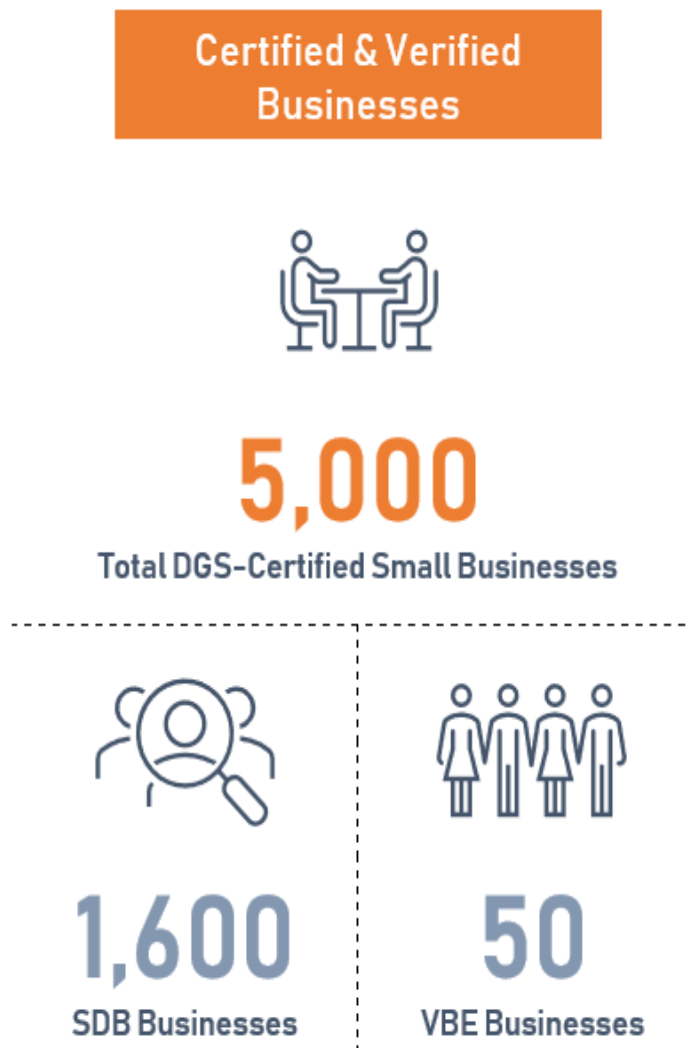 Certified & Verified
Businesses
5,000
Total DGS-Certified Small Businesses
1,600
SDB Businesses
50
VBE Businesses